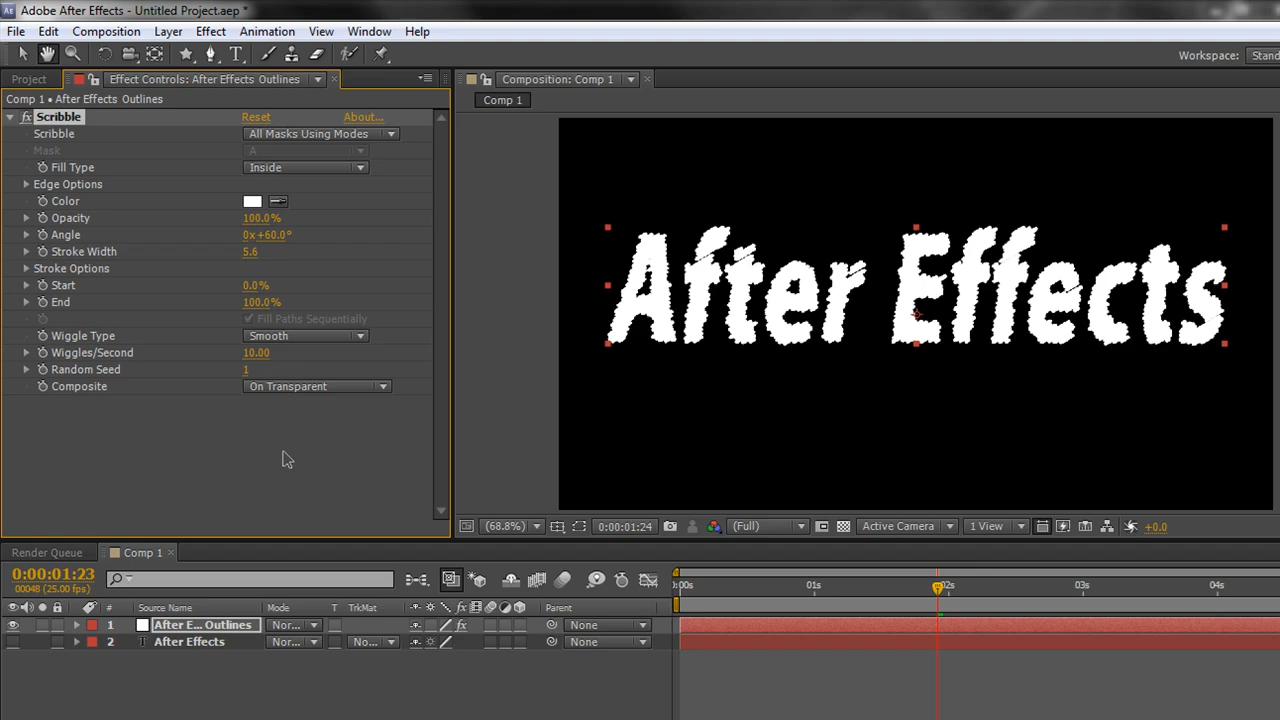 Adobe After Effects - Untitled Project.aep *
File Edit Composition Layer Effect Animation View Window Help
Workspace: Stand
Project Effect Controls: After Effects Outlines Composition: Comp 1
Comp 1 • After Effects Outlines
Comp 1
fx Scribble Reset About...
Scribble All Masks Using Modes
Mask A
Fill Type Inside
Edge Options
Color
Opacity 100.0%
Angle 0x+60.0°
Stroke Width 5.6
Stroke Options
Start 0.0%
End 100.0%
Fill Paths Sequentially
Wiggle Type Smooth
Wiggles/Second 10.00
Random Seed 1
Composite On Transparent
After Effects
(68.8%) 0:00:01:24 (Full) Active Camera 1 View +0.0
Render Queue Comp 1
0:00:01:23
00048 (25.00 fps)
0:00s 01s 02s 03s 04s
# Source Name Mode T TrkMat fx Parent
1 After E... Outlines Nor... fx None
2 T After Effects Nor... No... None